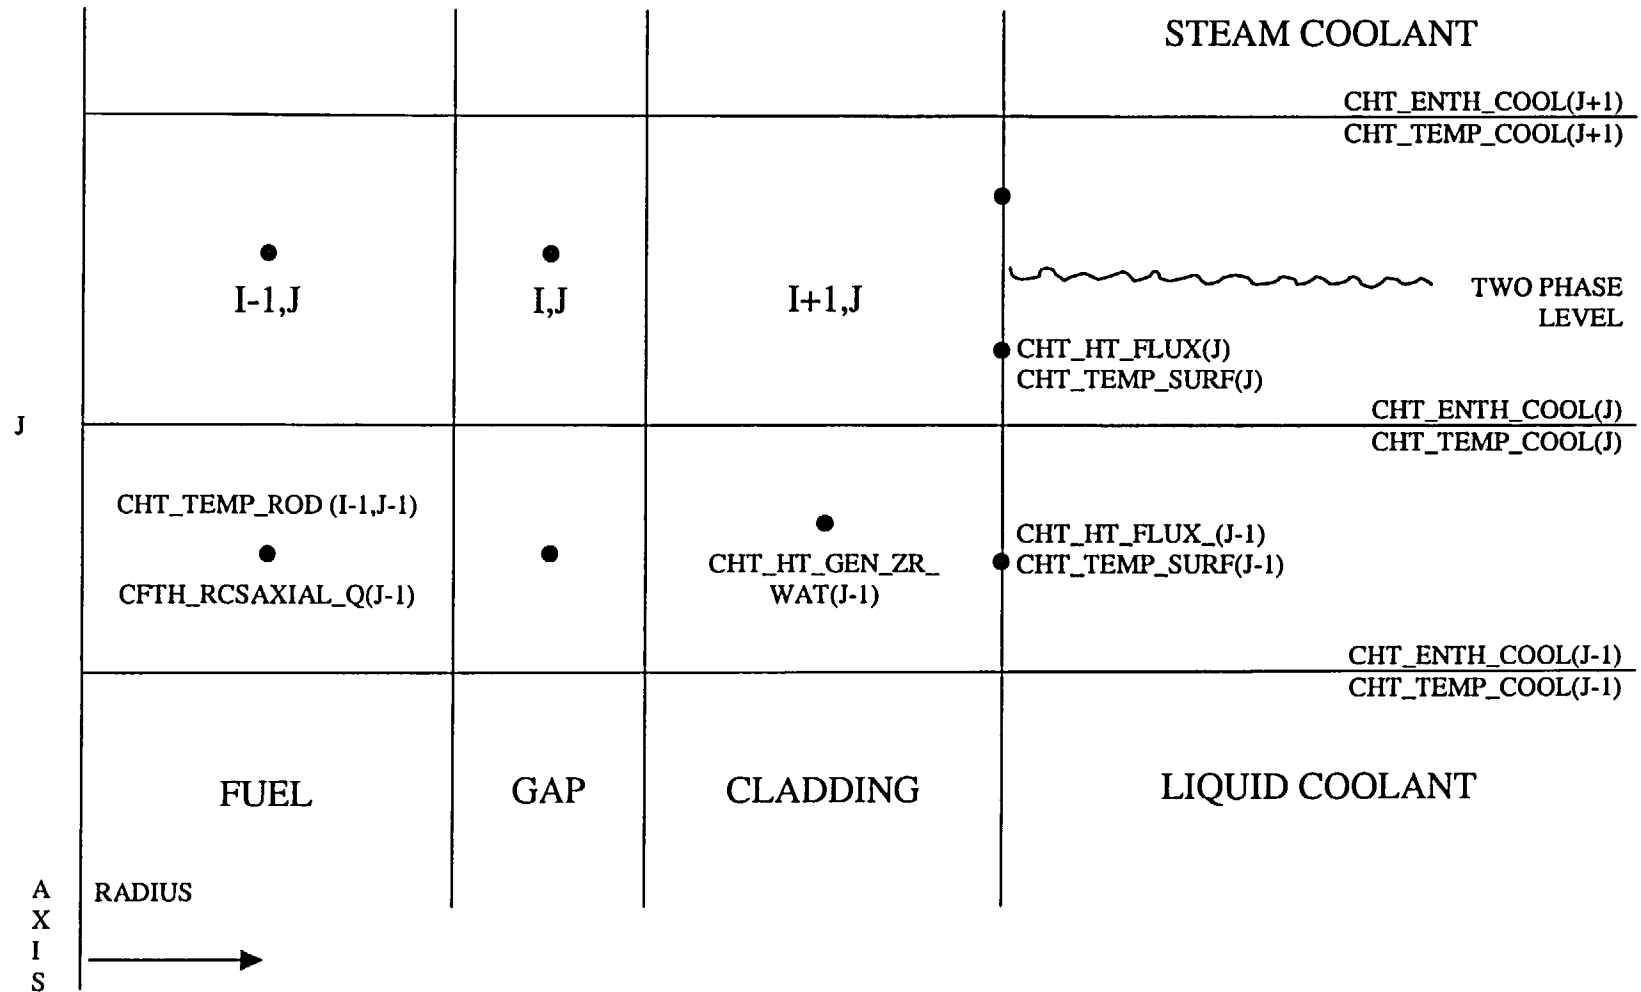 STEAM COOLANT
CHT_ENTH_COOL(J+1)
CHT_TEMP_COOL(J+1)
I-1,J
I,J
I+1,J
TWO PHASE
LEVEL
CHT_HT_FLUX(J)
CHT_TEMP_SURF(J)
J
CHT_ENTH_COOL(J)
CHT_TEMP_COOL(J)
CHT_TEMP_ROD (I-1,J-1)
CFTH_RCSAXIAL_Q(J-1)
CHT_HT_GEN_ZR_
WAT(J-1)
CHT_HT_FLUX_(J-1)
CHT_TEMP_SURF(J-1)
CHT_ENTH_COOL(J-1)
CHT_TEMP_COOL(J-1)
FUEL
GAP
CLADDING
LIQUID COOLANT
A
X
I
S
RADIUS